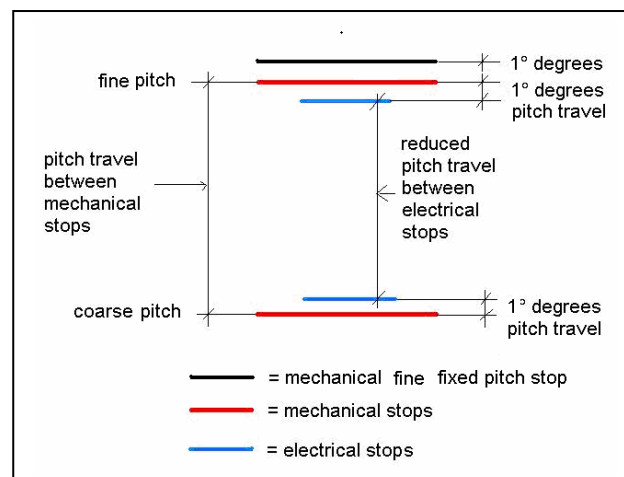 1° degrees
fine pitch
1° degrees
pitch travel
pitch travel
between
mechanical
stops
reduced
pitch travel
between
electrical
stops
coarse pitch
1° degrees
pitch travel
= mechanical fine fixed pitch stop
= mechanical stops
= electrical stops